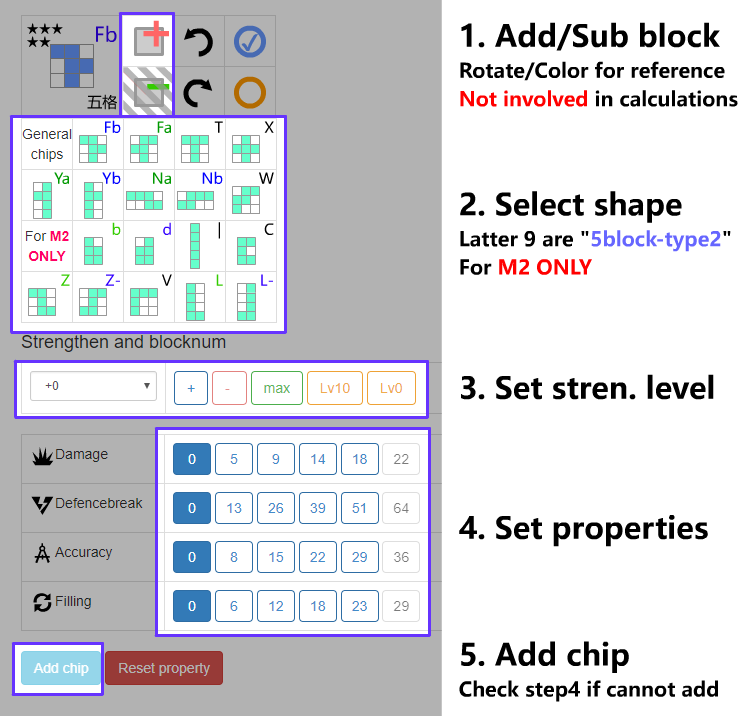 ★★★
★★
Fb
五格
1. Add/Sub block
Rotate/Color for reference
Not involved in calculations
General chips
Fb
Fa
T
X
Ya
Yb
Na
Nb
W
For M2 ONLY
b
d
|
C
Z
Z-
V
L
L-
2. Select shape
Latter 9 are "5block-type2"
For M2 ONLY
Strengthen and blocknum
+0
+
-
max
Lv10
Lv0
3. Set stren. level
Damage 0 5 9 14 18 22
Defencebreak 0 13 26 39 51 64
Accuracy 0 8 15 22 29 36
Filling 0 6 12 18 23 29
4. Set properties
Add chip
Reset property
5. Add chip
Check step4 if cannot add